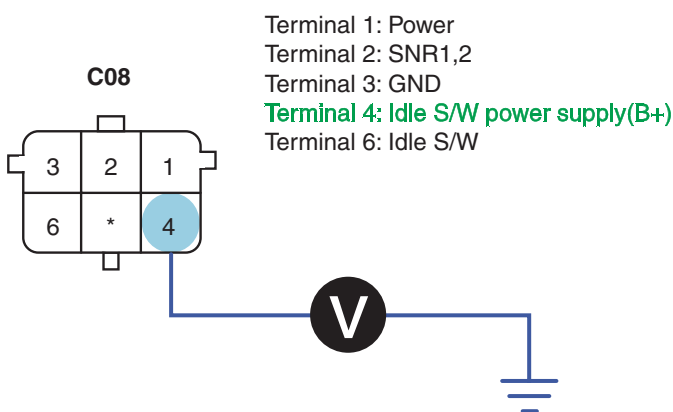 Terminal 1: Power
Terminal 2: SNR1,2
Terminal 3: GND
Terminal 4: Idle S/W power supply(B+)
Terminal 6: Idle S/W
C08
3 2 1
6 * 4
V